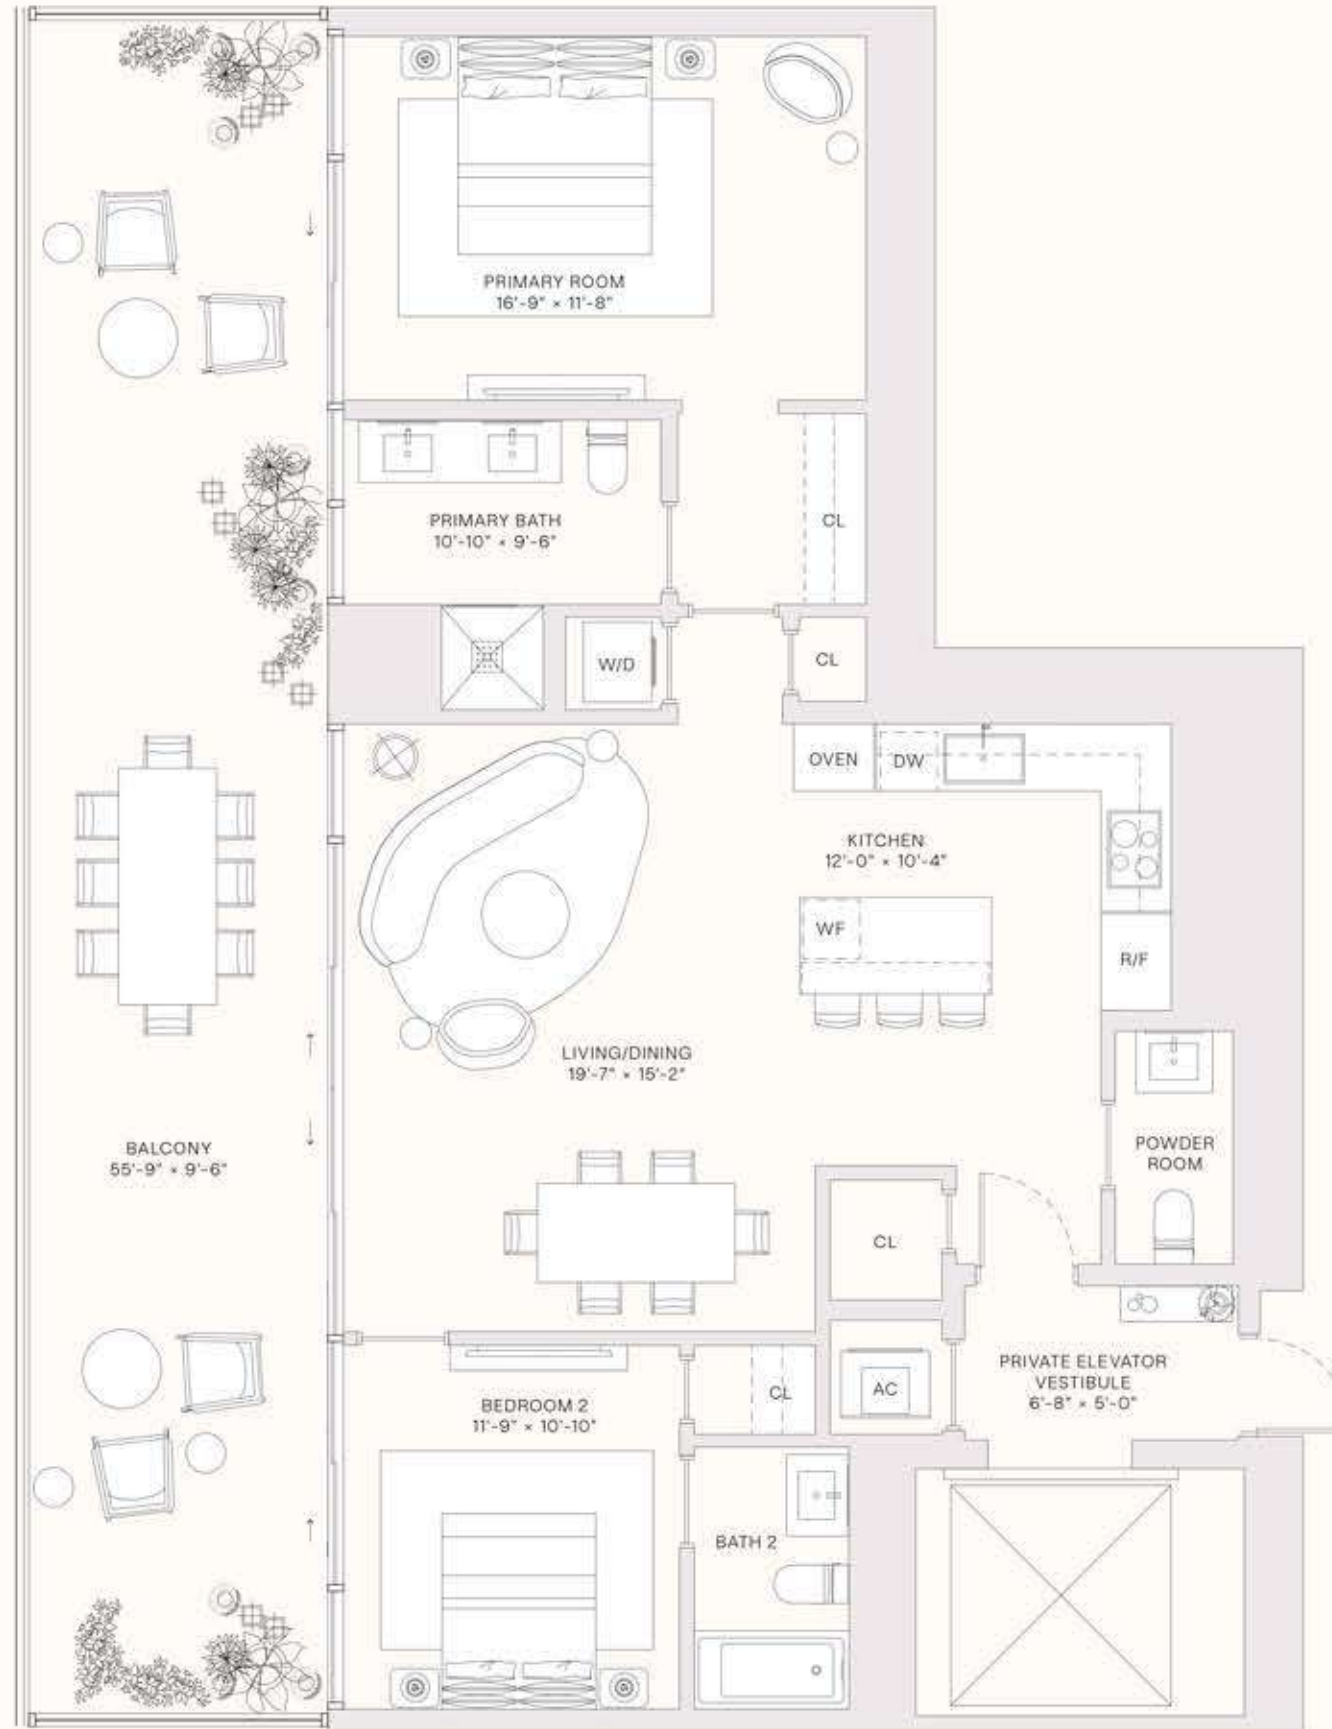 PRIMARY ROOM
16'-9" × 11'-8"
PRIMARY BATH
10'-10" × 9'-6"
CL
W/D
CL
OVEN
DW
KITCHEN
12'-0" × 10'-4"
WF
R/F
LIVING/DINING
19'-7" × 15'-2"
BALCONY
55'-9" × 9'-6"
POWDER
ROOM
CL
PRIVATE ELEVATOR
VESTIBULE
6'-8" × 5'-0"
AC
CL
BEDROOM 2
11'-9" × 10'-10"
BATH 2